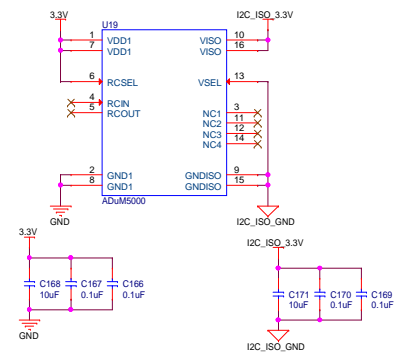 3.3V
I2C_ISO_3.3V
U19
1 VDD1 VISO 10
7 VDD1 VISO 16
6 RCSEL VSEL 13
4 RCIN
5 RCOUT
NC1 3
NC2 11
NC3 12
NC4 14
2 GND1 GNDISO 9
8 GND1 GNDISO 15
ADuM5000
GND
I2C_ISO_GND
3.3V
I2C_ISO_3.3V
C168 C167 C166
10uF 0.1uF 0.1uF
C171 C170 C169
10uF 0.1uF 0.1uF
GND
I2C_ISO_GND